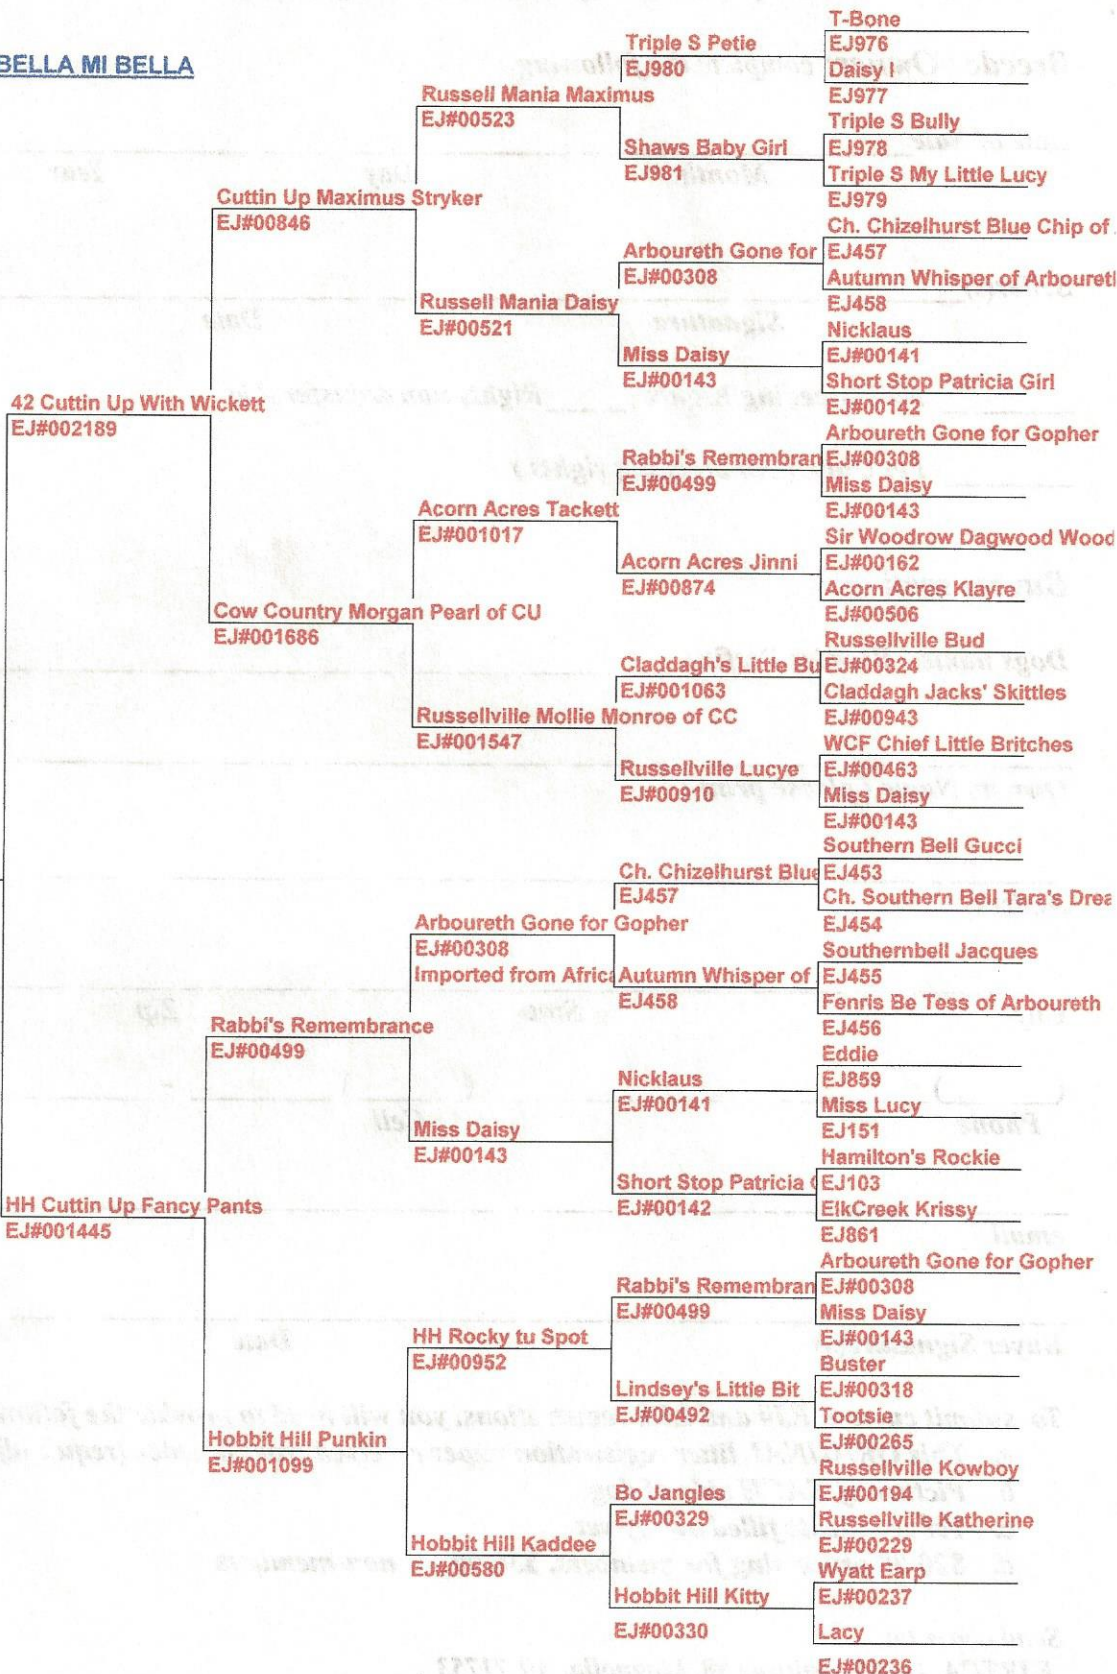 BELLA MI BELLA
42 Cuttin Up With Wickett
EJ#002189
HH Cuttin Up Fancy Pants
EJ#001445
Cuttin Up Maximus Stryker
EJ#00846
Cow Country Morgan Pearl of CU
EJ#001686
Rabbi's Remembrance
EJ#00499
Hobbit Hill Punkin
EJ#001099
Russell Mania Maximus
EJ#00523
Russell Mania Daisy
EJ#00521
Acorn Acres Tackett
EJ#001017
Russellville Mollie Monroe of CC
EJ#001547
Arboureth Gone for Gopher
EJ#00308
Imported from Africa
Miss Daisy
EJ#00143
HH Rocky tu Spot
EJ#00952
Hobbit Hill Kaddee
EJ#00580
Triple S Petie
EJ980
Shaws Baby Girl
EJ981
Arboureth Gone for
EJ#00308
Miss Daisy
EJ#00143
Rabbi's Remembran
EJ#00499
Acorn Acres Jinni
EJ#00874
Claddagh's Little Bu
EJ#001063
Russellville Lucye
EJ#00910
Ch. Chizelhurst Blue
EJ457
Autumn Whisper of
EJ458
Nicklaus
EJ#00141
Short Stop Patricia
EJ#00142
Rabbi's Remembran
EJ#00499
Lindsey's Little Bit
EJ#00492
Bo Jangles
EJ#00329
Hobbit Hill Kitty
EJ#00330
T-Bone
EJ976
Daisy I
EJ977
Triple S Bully
EJ978
Triple S My Little Lucy
EJ979
Ch. Chizelhurst Blue Chip of
EJ457
Autumn Whisper of Arbouret
EJ458
Nicklaus
EJ#00141
Short Stop Patricia Girl
EJ#00142
Arboureth Gone for Gopher
EJ#00308
Miss Daisy
EJ#00143
Sir Woodrow Dagwood Wood
EJ#00162
Acorn Acres Klayre
EJ#00506
Russellville Bud
EJ#00324
Claddagh Jacks' Skittles
EJ#00943
WCF Chief Little Britches
EJ#00463
Miss Daisy
EJ#00143
Southern Bell Gucci
EJ453
Ch. Southern Bell Tara's Drea
EJ454
Southernbell Jacques
EJ455
Fenris Be Tess of Arboureth
EJ456
Eddie
EJ859
Miss Lucy
EJ151
Hamilton's Rockie
EJ103
ElkCreek Krissy
EJ861
Arboureth Gone for Gopher
EJ#00308
Miss Daisy
EJ#00143
Buster
EJ#00318
Tootsie
EJ#00265
Russellville Kowboy
EJ#00194
Russellville Katherine
EJ#00229
Wyatt Earp
EJ#00237
Lacy
EJ#00236